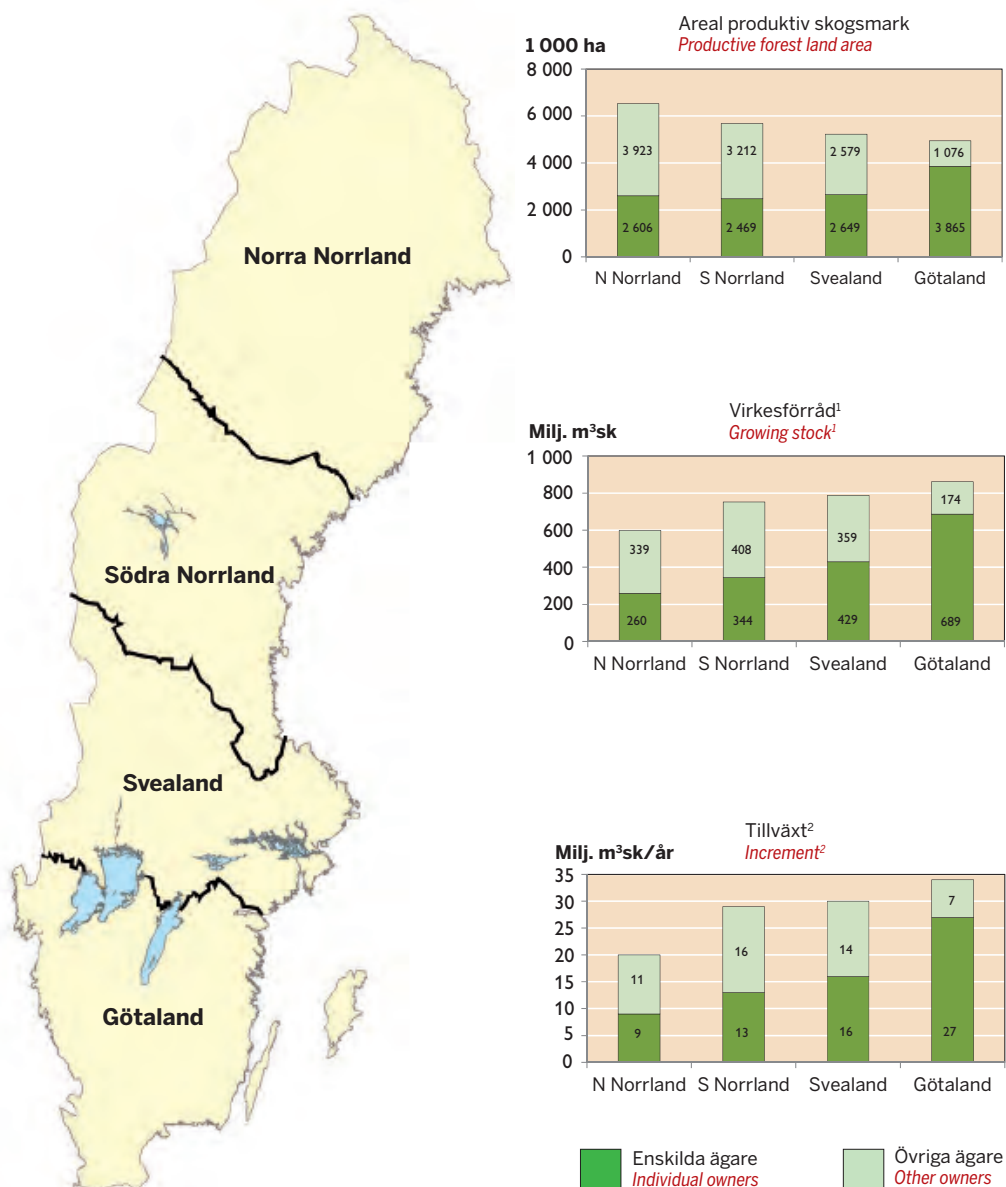 Norra Norrland
Södra Norrland
Svealand
Götaland
Areal produktiv skogsmark
Productive forest land area
1 000 ha
8 000
6 000
4 000
2 000
0
3 923
3 212
2 579
1 076
2 606
2 469
2 649
3 865
N Norrland
S Norrland
Svealand
Götaland
Virkesförråd¹
Growing stock¹
Milj. m³sk
1 000
800
600
400
200
0
339
408
359
174
260
344
429
689
N Norrland
S Norrland
Svealand
Götaland
Tillväxt²
Increment²
Milj. m³sk/år
35
30
25
20
15
10
5
0
11
16
14
7
9
13
16
27
N Norrland
S Norrland
Svealand
Götaland
Enskilda ägare
Individual owners
Övriga ägare
Other owners